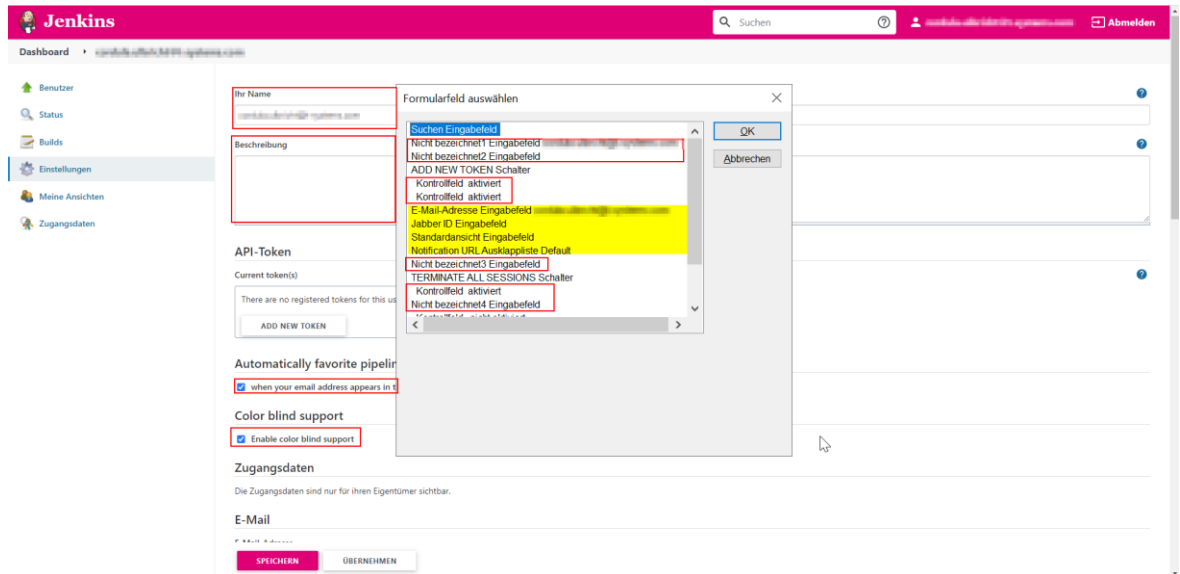 Jenkins
Suchen
Abmelden
Dashboard
Benutzer
Status
Builds
Einstellungen
Meine Ansichten
Zugangsdaten
Ihr Name
Beschreibung
API-Token
Current token(s)
There are no registered tokens for this us
ADD NEW TOKEN
Automatically favorite pipelin
when your email address appears in t
Color blind support
Enable color blind support
Zugangsdaten
Die Zugangsdaten sind nur für ihren Eigentümer sichtbar.
E-Mail
E-Mail-Adresse
SPEICHERN
ÜBERNEHMEN
Formularfeld auswählen
Suchen Eingabefeld
Nicht bezeichnet1 Eingabefeld
Nicht bezeichnet2 Eingabefeld
ADD NEW TOKEN Schalter
Kontrollfeld aktiviert
Kontrollfeld aktiviert
E-Mail-Adresse Eingabefeld
Jabber ID Eingabefeld
Standardansicht Eingabefeld
Notification URL Ausklappliste Default
Nicht bezeichnet3 Eingabefeld
TERMINATE ALL SESSIONS Schalter
Kontrollfeld aktiviert
Nicht bezeichnet4 Eingabefeld
Kontrollfeld nicht aktiviert
OK
Abbrechen